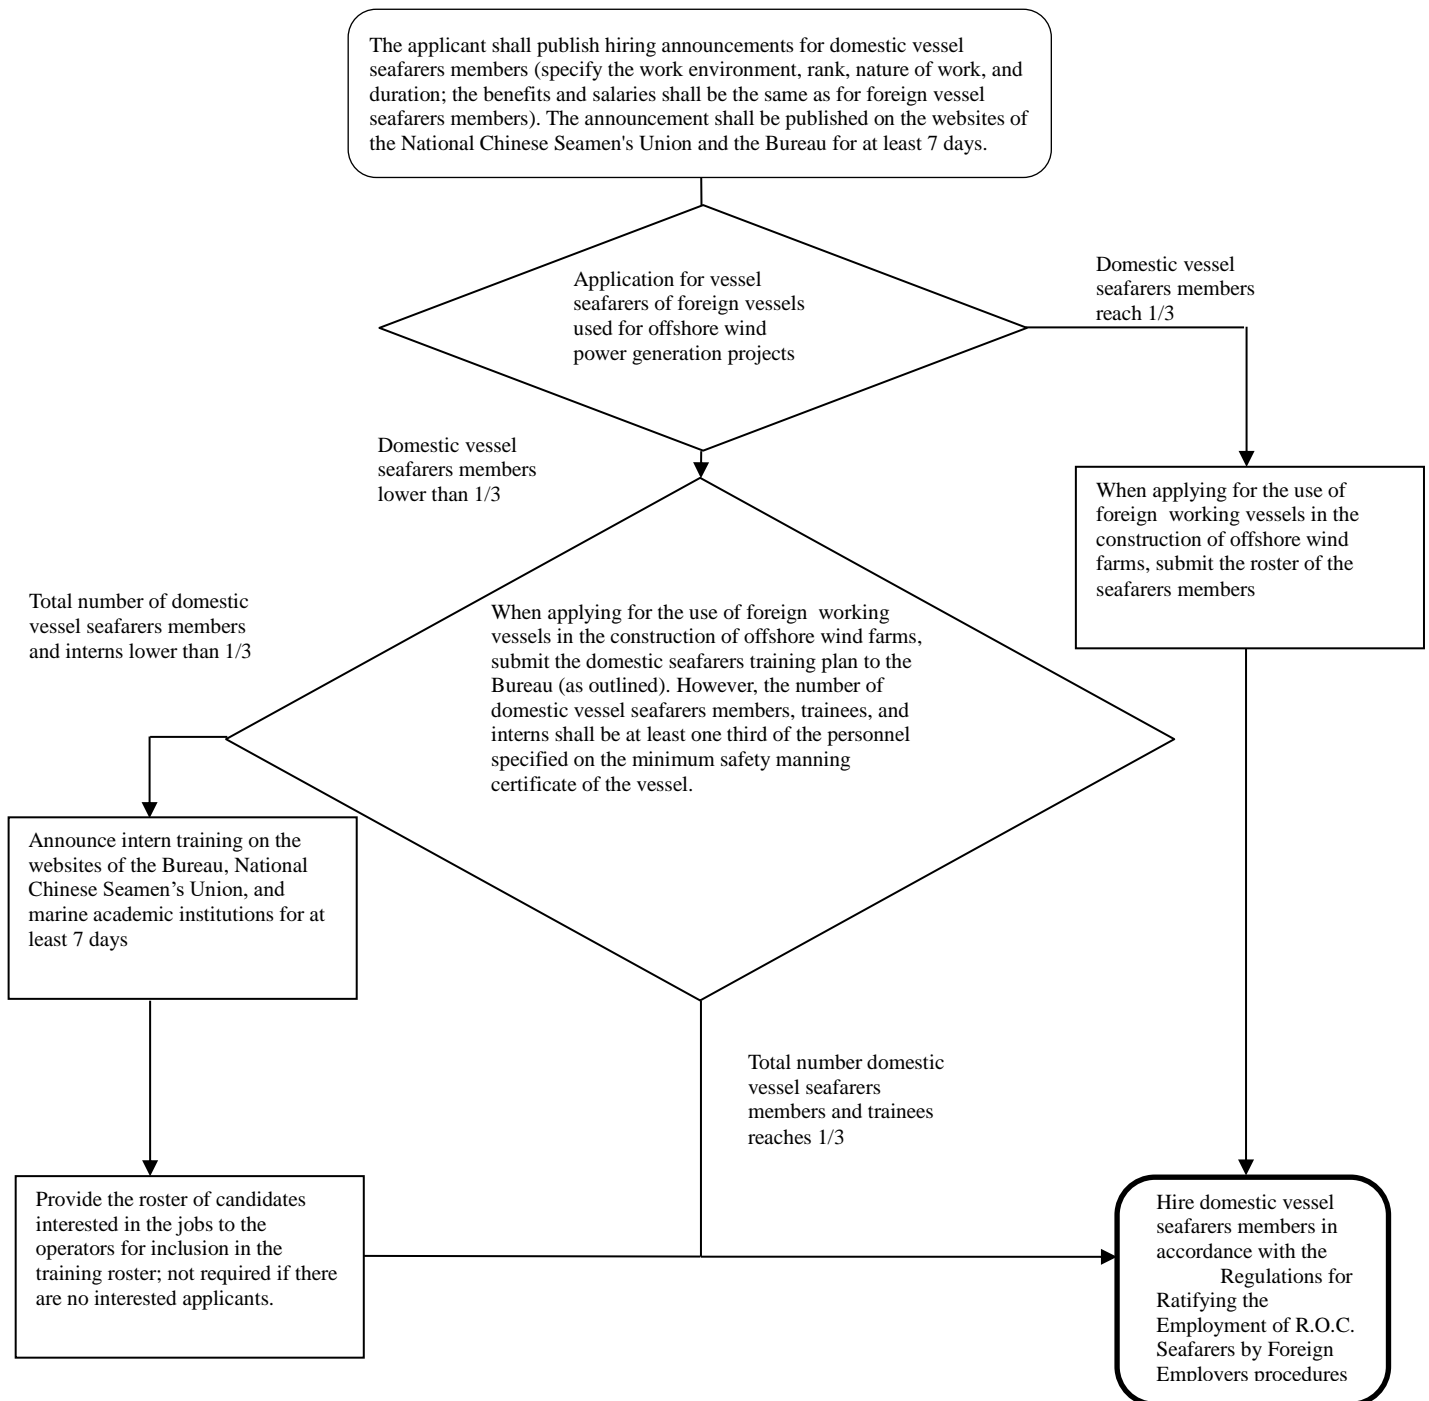 The applicant shall publish hiring announcements for domestic vessel
seafarers members (specify the work environment, rank, nature of work, and
duration; the benefits and salaries shall be the same as for foreign vessel
seafarers members). The announcement shall be published on the websites of
the National Chinese Seamen's Union and the Bureau for at least 7 days.
Application for vessel
seafarers of foreign vessels
used for offshore wind
power generation projects
Domestic vessel
seafarers members
reach 1/3
Domestic vessel
seafarers members
lower than 1/3
When applying for the use of
foreign  working vessels in the
construction of offshore wind
farms, submit the roster of the
seafarers members
Total number of domestic
vessel seafarers members
and interns lower than 1/3
When applying for the use of foreign  working
vessels in the construction of offshore wind farms,
submit the domestic seafarers training plan to the
Bureau (as outlined). However, the number of
domestic vessel seafarers members, trainees, and
interns shall be at least one third of the personnel
specified on the minimum safety manning
certificate of the vessel.
Announce intern training on the
websites of the Bureau, National
Chinese Seamen’s Union, and
marine academic institutions for at
least 7 days
Total number domestic
vessel seafarers
members and trainees
reaches 1/3
Provide the roster of candidates
interested in the jobs to the
operators for inclusion in the
training roster; not required if there
are no interested applicants.
Hire domestic vessel
seafarers members in
accordance with the
Regulations for
Ratifying the
Employment of R.O.C.
Seafarers by Foreign
Employers procedures